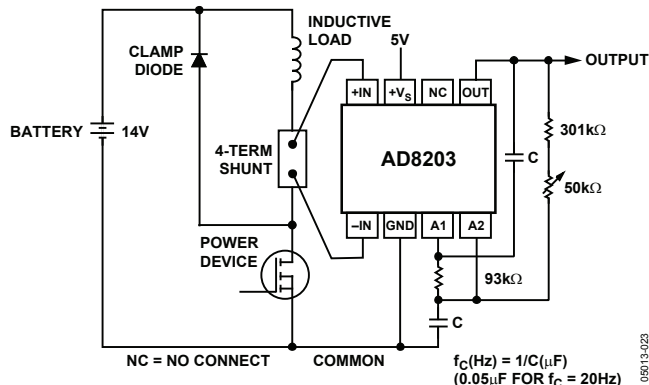 INDUCTIVE
LOAD
CLAMP
DIODE
5V
OUTPUT
+IN
+VS
NC
OUT
BATTERY
14V
4-TERM
SHUNT
AD8203
C
301kΩ
50kΩ
–IN
GND
A1
A2
POWER
DEVICE
93kΩ
C
NC = NO CONNECT
COMMON
fC(Hz) = 1/C(μF)
(0.05μF FOR fC = 20Hz)
05013-023